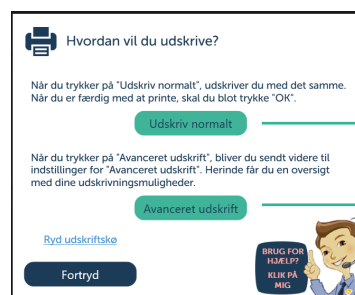 Hvordan vil du udskrive?
Når du trykker på "Udskriv normalt", udskriver du med det samme.
Når du er færdig med at printe, skal du blot trykke "OK".
Udskriv normalt
Når du trykker på "Avanceret udskrift", bliver du sendt videre til
indstillinger for "Avanceret udskrift". Herinde får du en oversigt
med dine udskrivningsmuligheder.
Avanceret udskrift
Ryd udskriftskø
Fortryd
BRUG FOR
HJÆLP?
KLIK PÅ
MIG